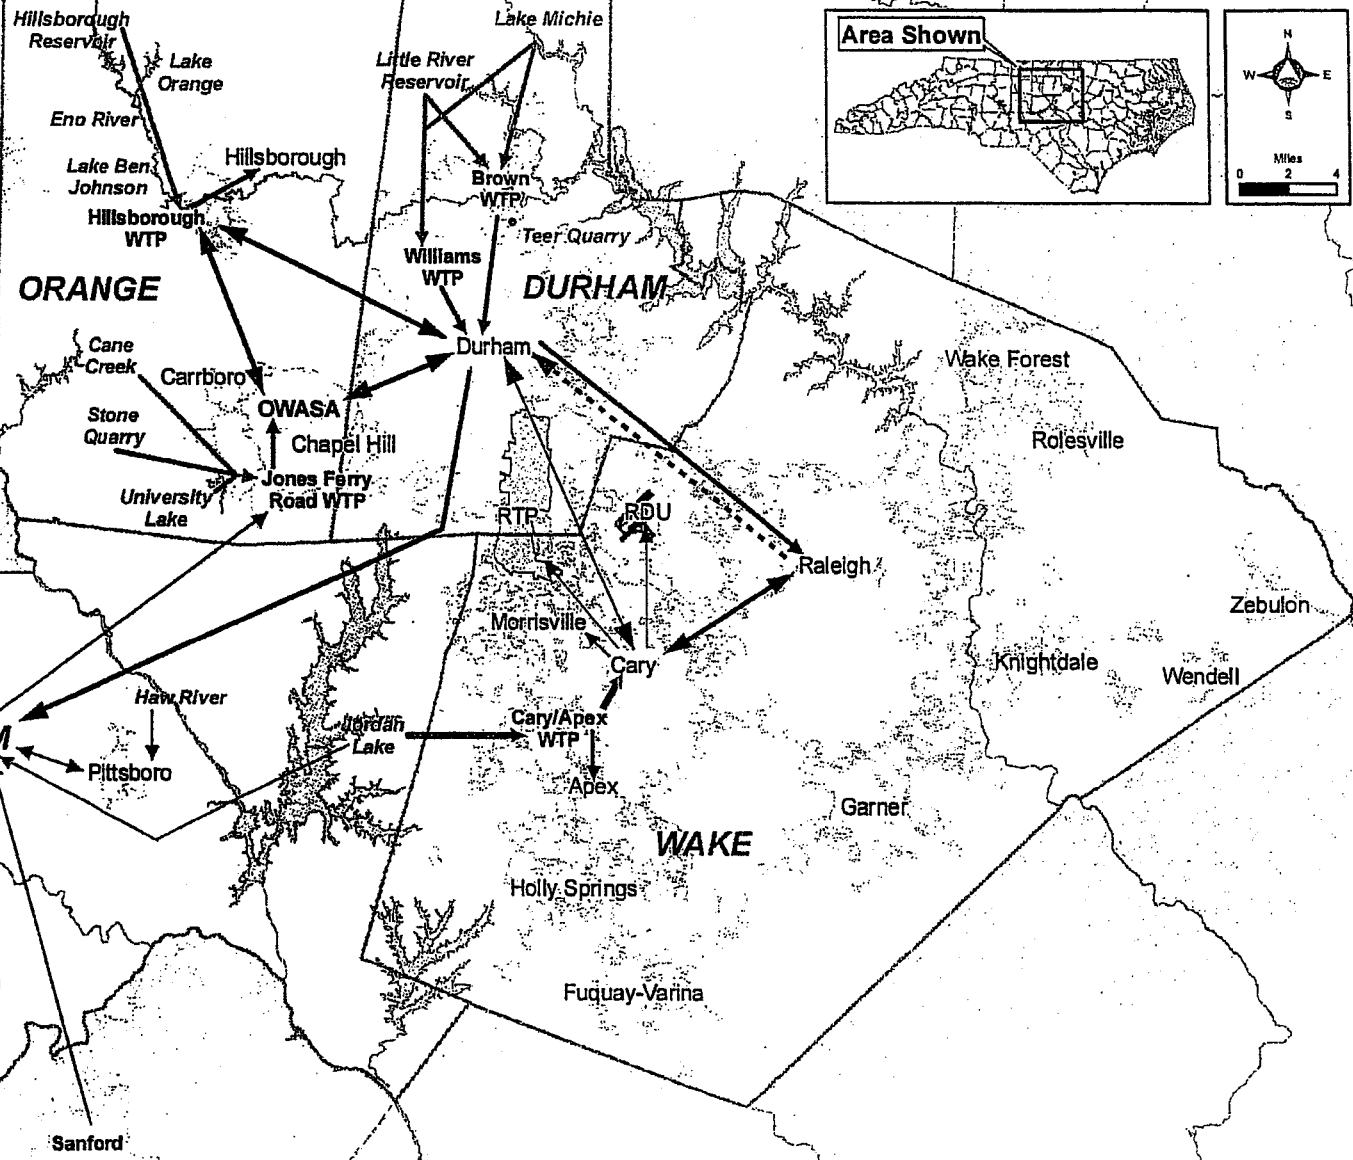 Hillsborough
Reservoir
Lake
Orange
Eno River
Lake Ben
Johnson
Hillsborough
Hillsborough
WTP
ORANGE
Lake Michie
Little River
Reservoir
Brown
WTP
Teer Quarry
Williams
WTP
DURHAM
Durham
Area Shown
N
W
E
S
Miles
0 2 4
Cane
Creek
Carrboro
OWASA
Stone
Quarry
Chapel Hill
Jones Ferry
Road WTP
University
Lake
RTP
RDU
Raleigh
Wake Forest
Rolesville
Zebulon
Knightdale
Wendell
Morrisville
Cary
Haw River
M
Pittsboro
Jordan
Lake
Cary/Apex
WTP
Apex
Garner
WAKE
Holly Springs
Fuquay-Varina
Sanford